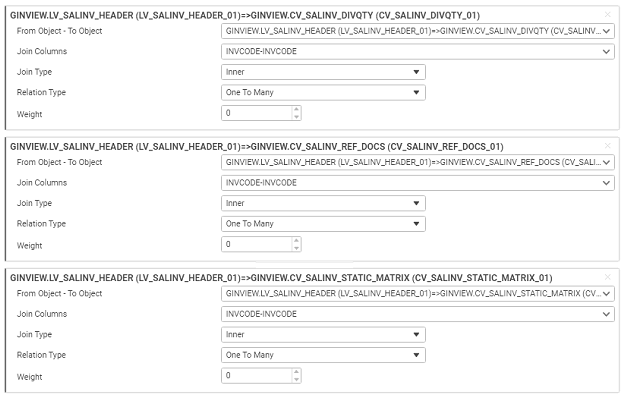 GINVIEW.LV_SALINV_HEADER (LV_SALINV_HEADER_01)=>GINVIEW.CV_SALINV_DIVQTY (CV_SALINV_DIVQTY_01)
From Object - To Object GINVIEW.LV_SALINV_HEADER (LV_SALINV_HEADER_01)=>GINVIEW.CV_SALINV_DIVQTY (CV_SALINV...
Join Columns INVCODE-INVCODE
Join Type Inner
Relation Type One To Many
Weight 0
GINVIEW.LV_SALINV_HEADER (LV_SALINV_HEADER_01)=>GINVIEW.CV_SALINV_REF_DOCS (CV_SALINV_REF_DOCS_01)
From Object - To Object GINVIEW.LV_SALINV_HEADER (LV_SALINV_HEADER_01)=>GINVIEW.CV_SALINV_REF_DOCS (CV_SALI...
Join Columns INVCODE-INVCODE
Join Type Inner
Relation Type One To Many
Weight 0
GINVIEW.LV_SALINV_HEADER (LV_SALINV_HEADER_01)=>GINVIEW.CV_SALINV_STATIC_MATRIX (CV_SALINV_STATIC_MATRIX_01)
From Object - To Object GINVIEW.LV_SALINV_HEADER (LV_SALINV_HEADER_01)=>GINVIEW.CV_SALINV_STATIC_MATRIX (CV...
Join Columns INVCODE-INVCODE
Join Type Inner
Relation Type One To Many
Weight 0